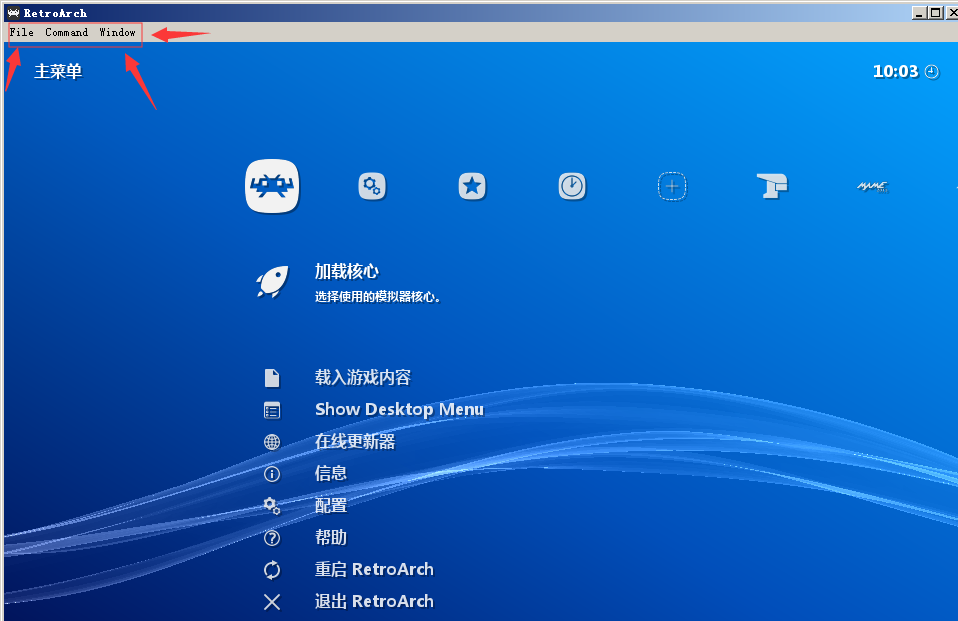 RetroArch
File Command Window
主菜单
10:03
MAME
加载核心
选择使用的模拟器核心。
载入游戏内容
Show Desktop Menu
在线更新器
信息
配置
帮助
重启 RetroArch
退出 RetroArch